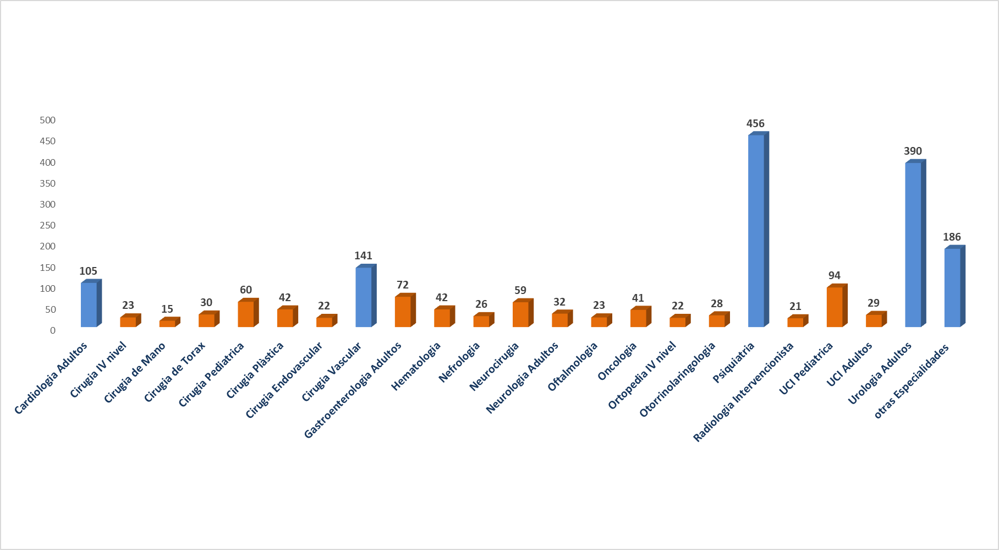 500
450
400
350
300
250
200
150
100
50
0
105
23
15
30
60
42
22
141
72
42
26
59
32
23
41
22
28
456
21
94
29
390
186
Cardiologia Adultos
Cirugia IV nivel
Cirugia de Mano
Cirugia de Torax
Cirugia Pediatrica
Cirugia Plàstica
Cirugia Endovascular
Cirugia Vascular
Gastroenterologia Adultos
Hematologia
Nefrologia
Neurocirugia
Neurologia Adultos
Oftalmologia
Oncologia
Ortopedia IV nivel
Otorrinolaringologia
Psiquiatria
Radiologia Intervencionista
UCI Pediatrica
UCI Adultos
Urologia Adultos
otras Especialidades